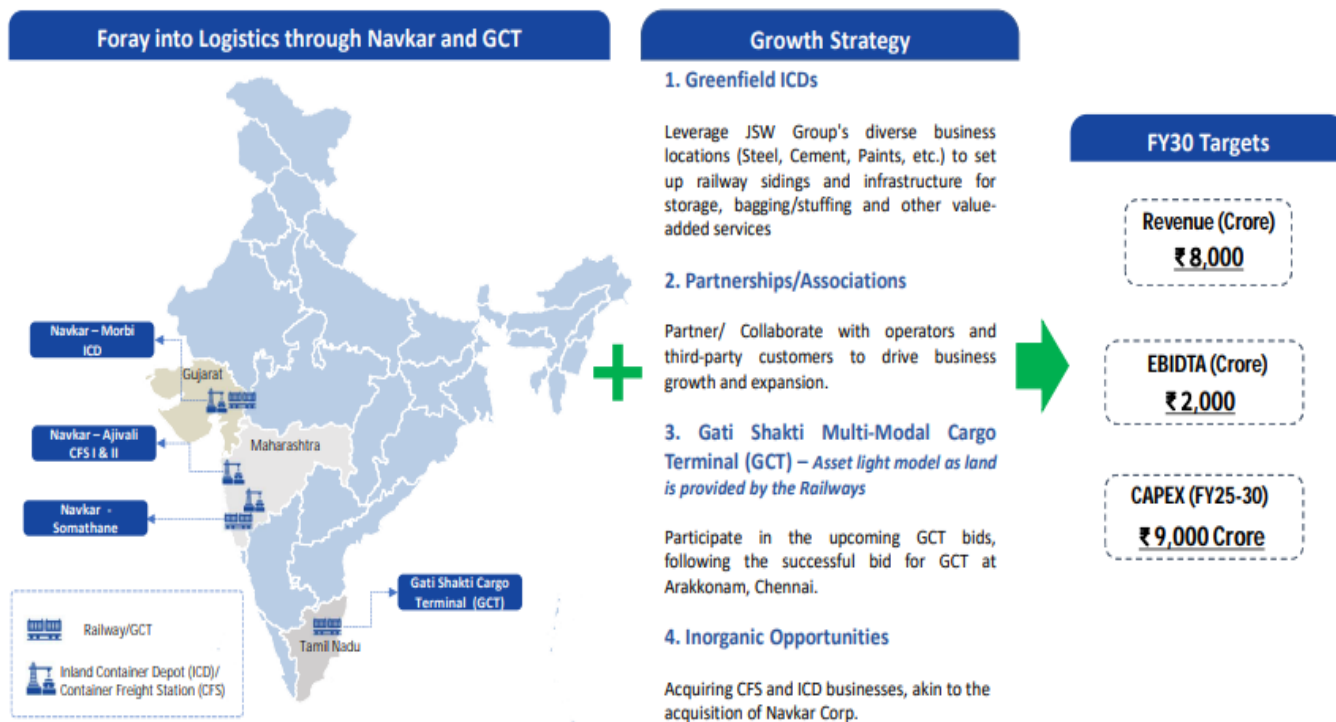 Foray into Logistics through Navkar and GCT
Navkar – Morbi
ICD
Gujarat
Navkar – Ajivali
CFS I & II
Maharashtra
Navkar -
Somathane
Gati Shakti Cargo
Terminal (GCT)
Tamil Nadu
Railway/GCT
Inland Container Depot (ICD)/
Container Freight Station (CFS)
+
Growth Strategy
1. Greenfield ICDs
Leverage JSW Group's diverse business
locations (Steel, Cement, Paints, etc.) to set
up railway sidings and infrastructure for
storage, bagging/stuffing and other value-
added services
2. Partnerships/Associations
Partner/ Collaborate with operators and
third-party customers to drive business
growth and expansion.
3. Gati Shakti Multi-Modal Cargo
Terminal (GCT) – Asset light model as land
is provided by the Railways
Participate in the upcoming GCT bids,
following the successful bid for GCT at
Arakkonam, Chennai.
4. Inorganic Opportunities
Acquiring CFS and ICD businesses, akin to the
acquisition of Navkar Corp.
FY30 Targets
Revenue (Crore)
₹ 8,000
EBIDTA (Crore)
₹ 2,000
CAPEX (FY25-30)
₹ 9,000 Crore